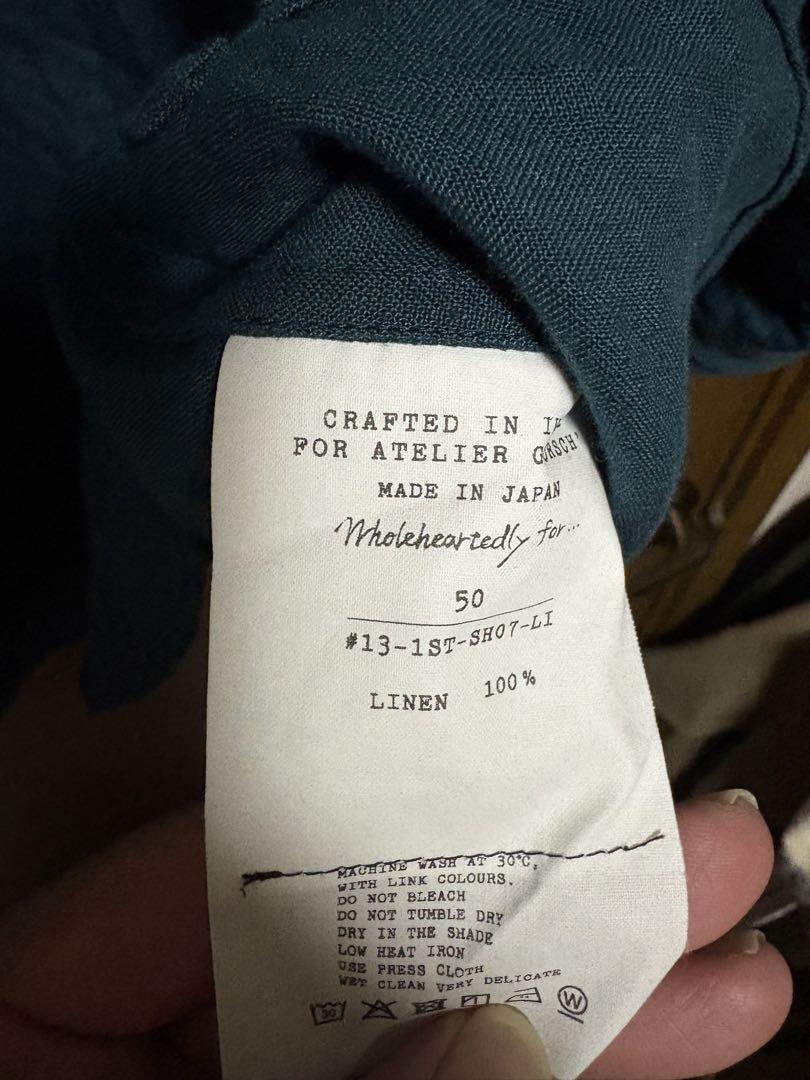 CRAFTED IN
FOR ATELIER
MADE IN JAPAN
Wholeheartedly for...
50
#13-1ST-SH07-LI
LINEN 100%
MACHINE WASH AT 30°C,
WITH LINK COLOURS.
DO NOT BLEACH
DO NOT TUMBLE DRY
DRY IN THE SHADE
LOW HEAT IRON
USE PRESS CLOTH
WET CLEAN VERY DELICATE
30 W